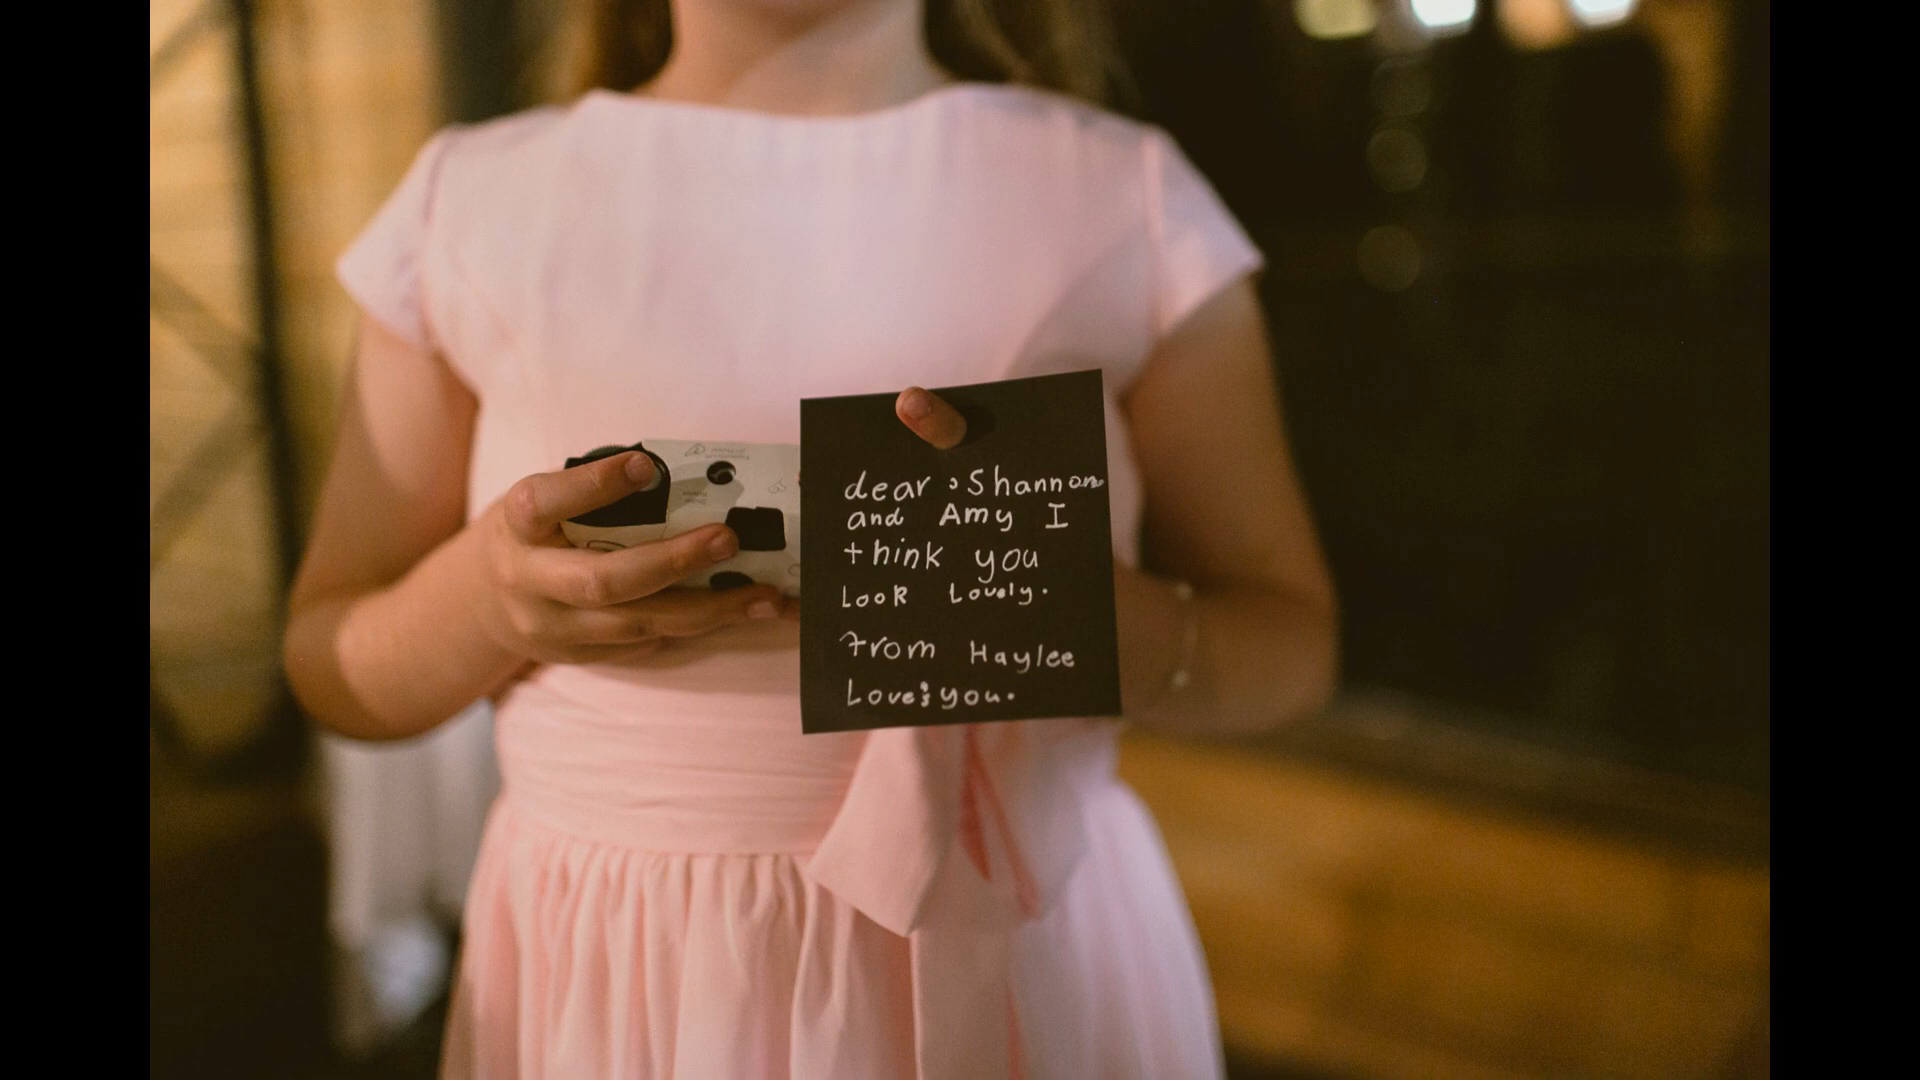 dear : Shannon
and Amy I
think you
Look Lovely.
From Haylee
Love:s you.